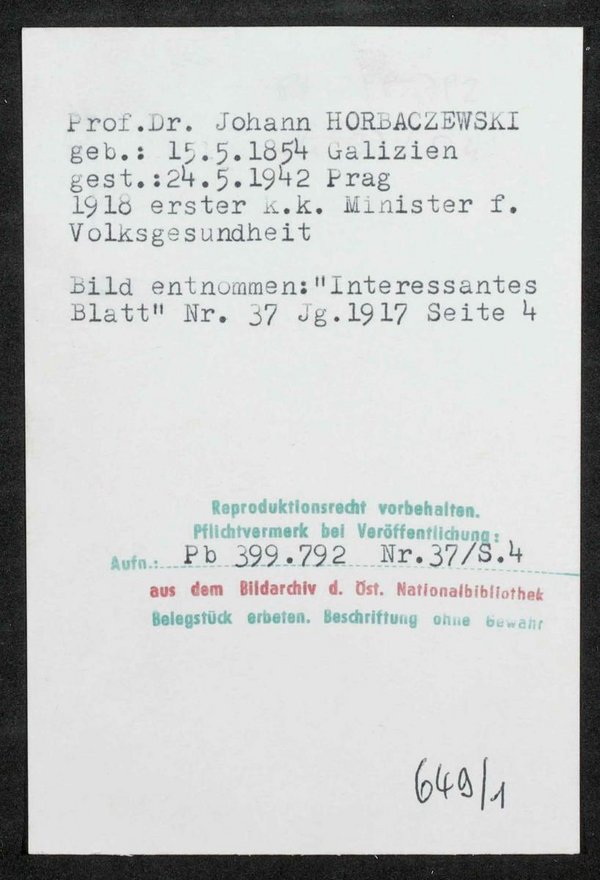 Prof.Dr. Johann HORBACZEWSKI
geb.: 15.5.1854 Galizien
gest.:24.5.1942 Prag
1918 erster k.k. Minister f.
Volksgesundheit
Bild entnommen:"Interessantes
Blatt" Nr. 37 Jg.1917 Seite 4
Reproduktionsrecht vorbehalten.
Pflichtvermerk bei Veröffentlichung:
Aufn.: Pb 399.792 Nr.37/S.4
aus dem Bildarchiv d. Öst. Nationalbibliothek
Belegstück erbeten. Beschriftung ohne Gewähr
649/1